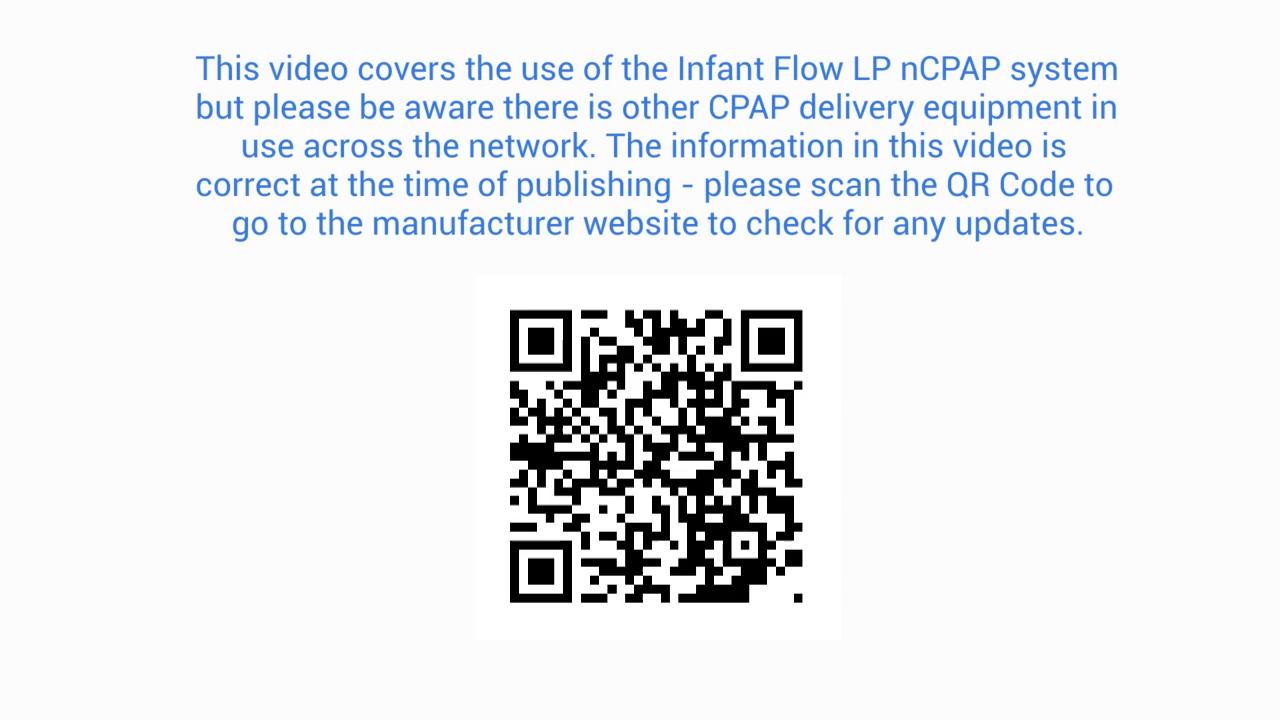 This video covers the use of the Infant Flow LP nCPAP system
but please be aware there is other CPAP delivery equipment in
use across the network. The information in this video is
correct at the time of publishing - please scan the QR Code to
go to the manufacturer website to check for any updates.